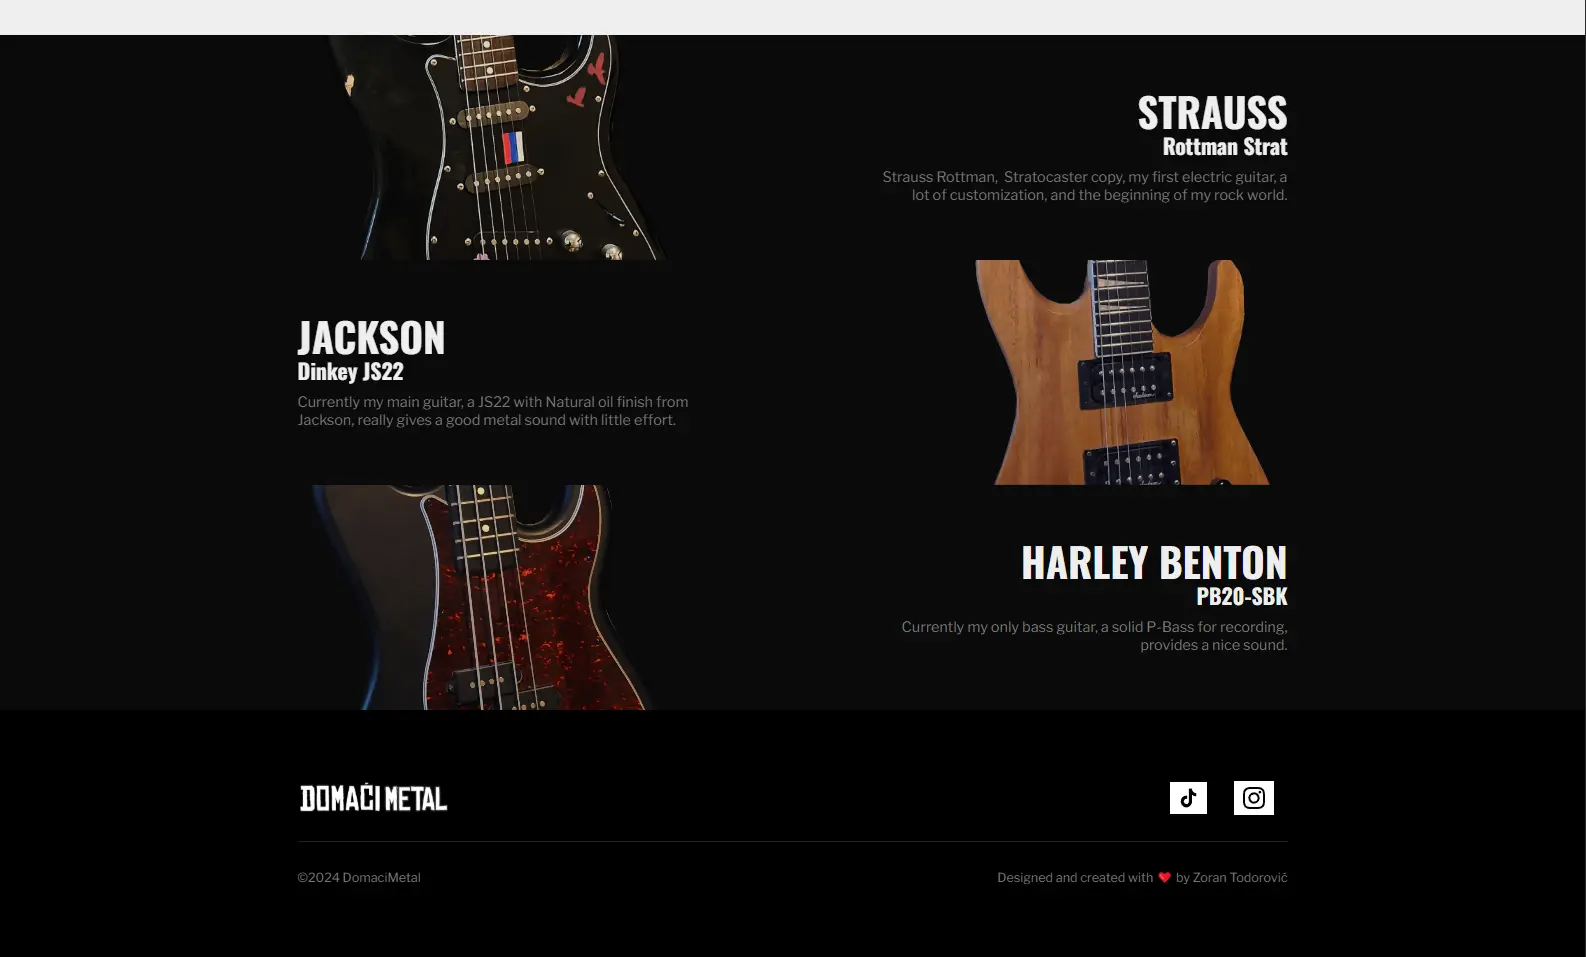 STRAUSS
Rottman Strat
Strauss Rottman, Stratocaster copy, my first electric guitar, a
lot of customization, and the beginning of my rock world.
JACKSON
Dinkey JS22
Currently my main guitar, a JS22 with Natural oil finish from
Jackson, really gives a good metal sound with little effort.
HARLEY BENTON
PB20-SBK
Currently my only bass guitar, a solid P-Bass for recording,
provides a nice sound.
DOMAĆI METAL
©2024 DomaciMetal
Designed and created with ❤ by Zoran Todorović